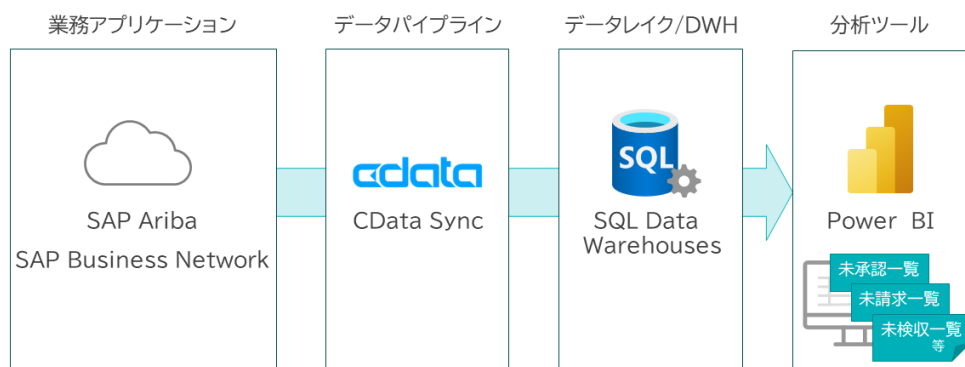 業務アプリケーション
データパイプライン
データレイク/DWH
分析ツール
SAP Ariba
SAP Business Network
cdata
CData Sync
SQL
SQL Data
Warehouses
Power BI
未承認一覧
未請求一覧
未検収一覧
等